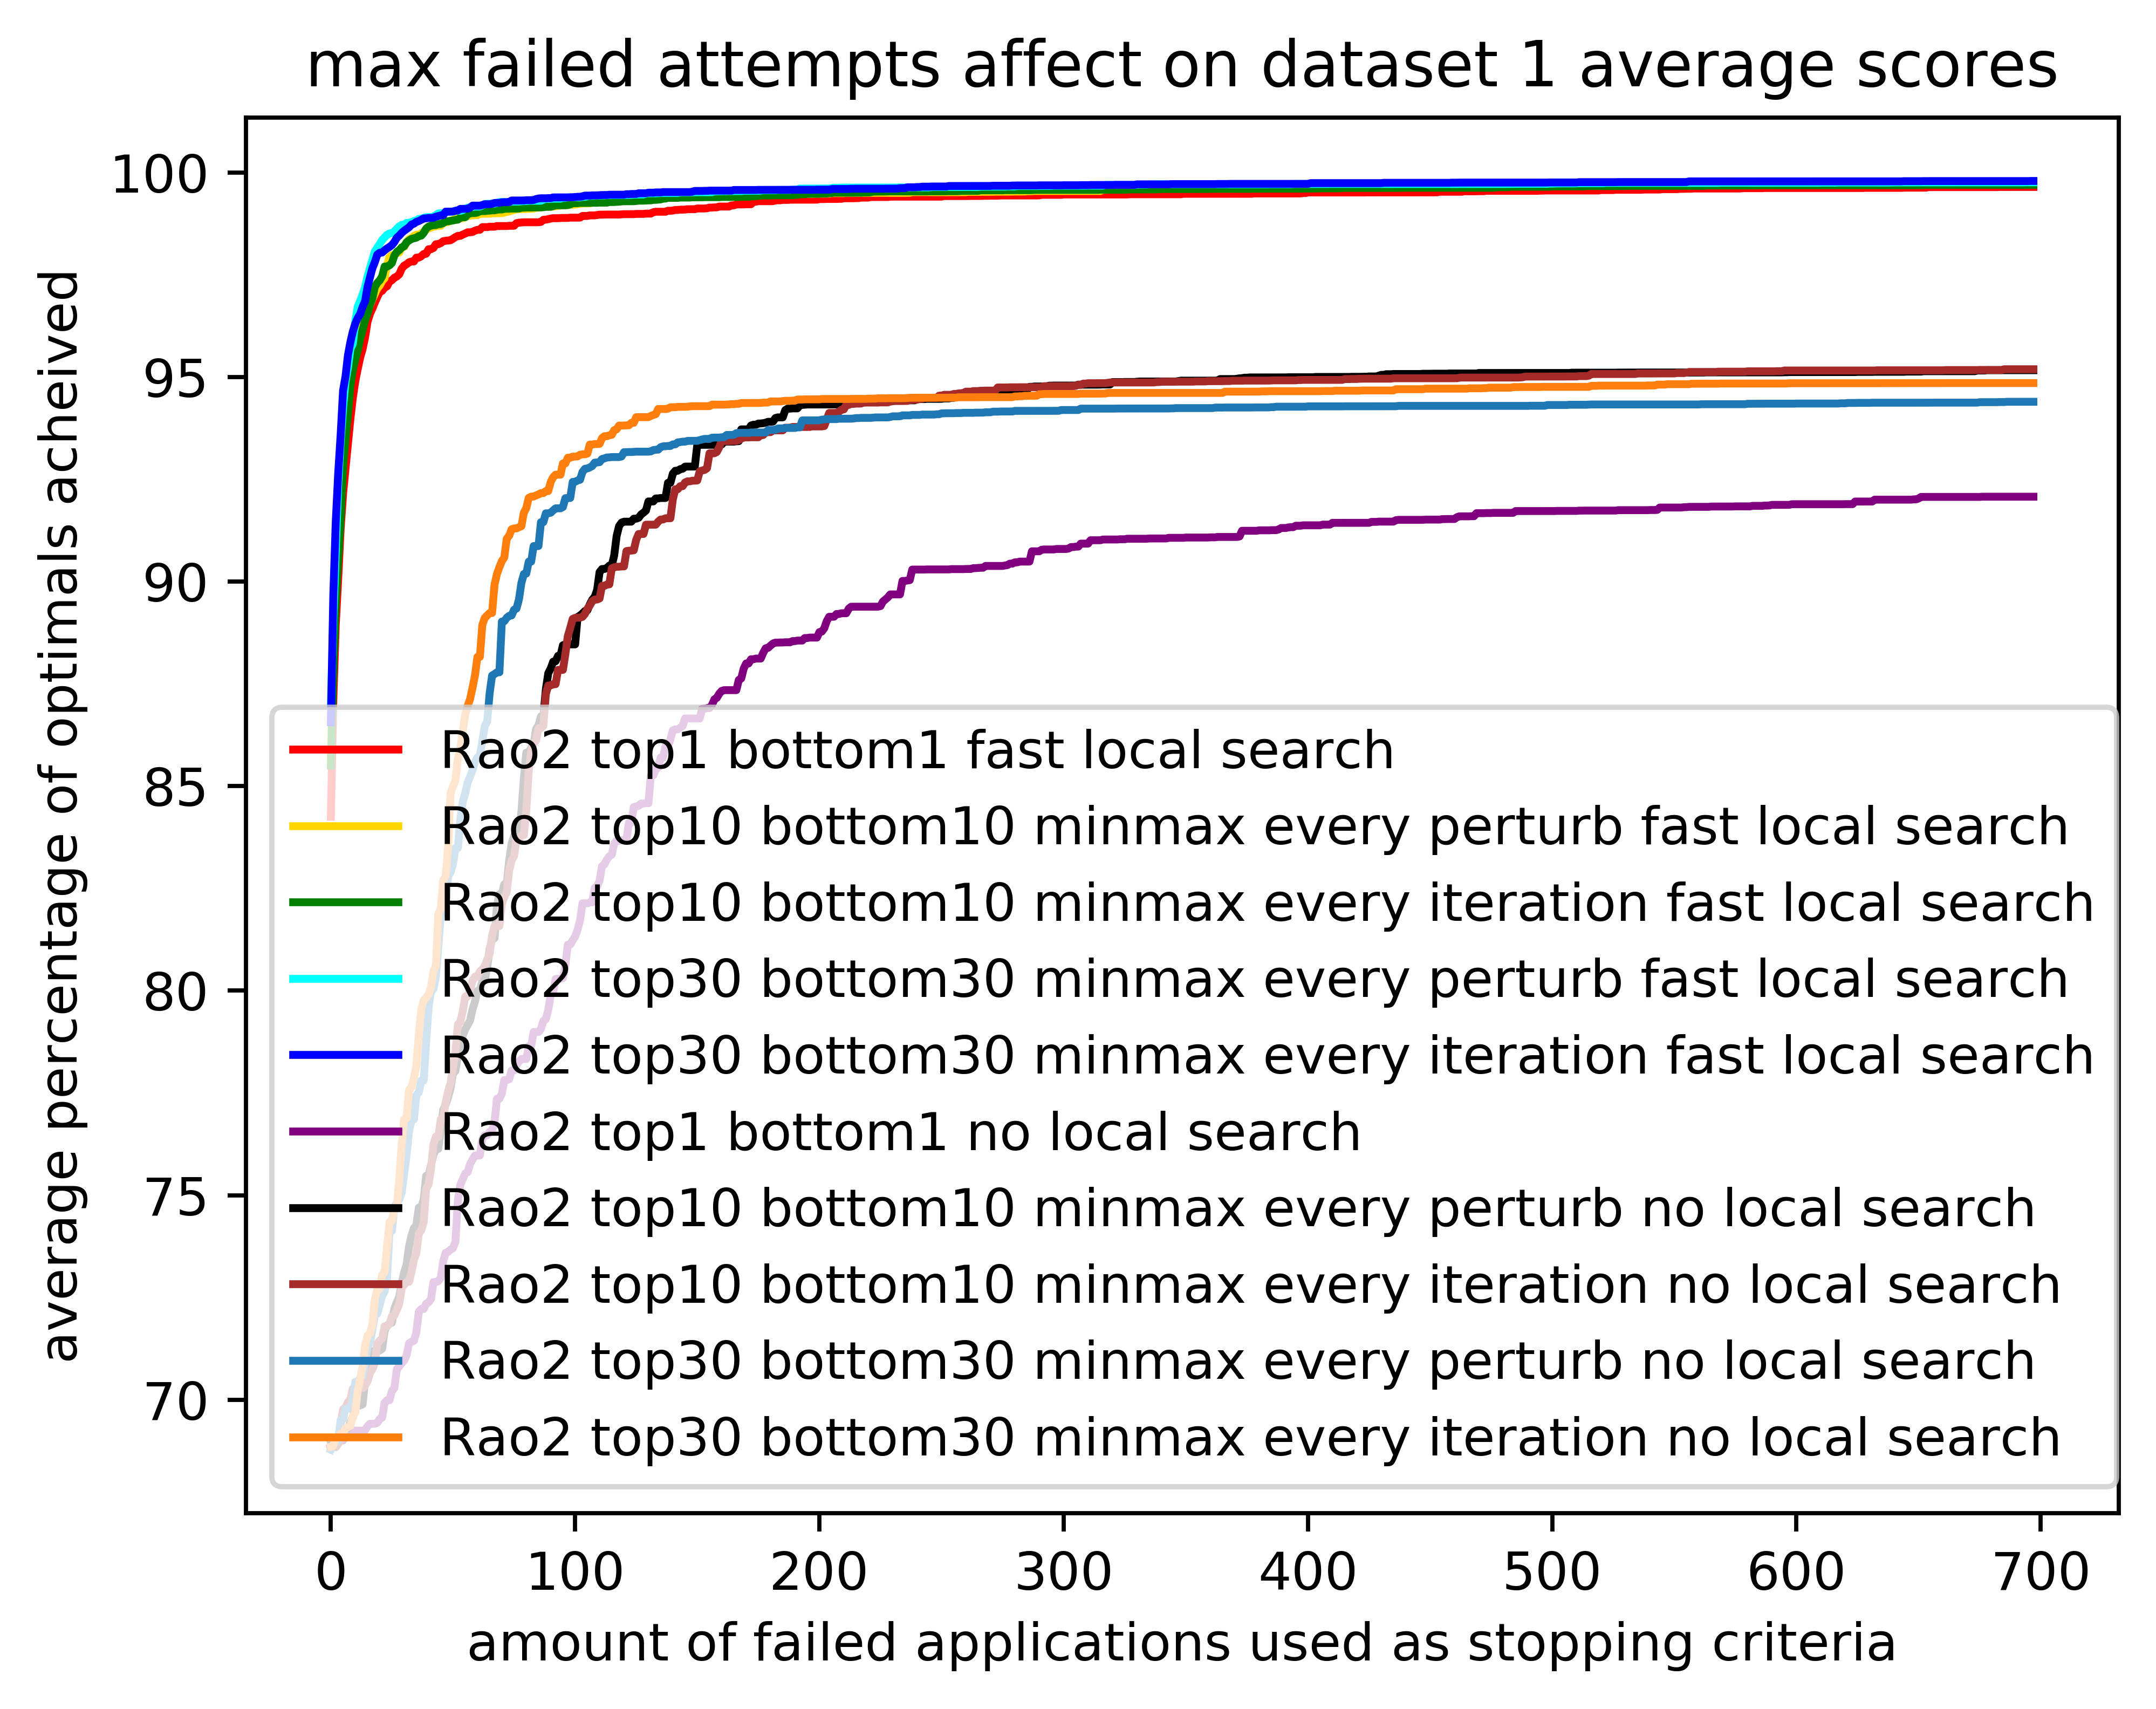 max failed attempts affect on dataset 1 average scores
average percentage of optimals acheived
100
95
90
85
80
75
70
Rao2 top1 bottom1 fast local search
Rao2 top10 bottom10 minmax every perturb fast local search
Rao2 top10 bottom10 minmax every iteration fast local search
Rao2 top30 bottom30 minmax every perturb fast local search
Rao2 top30 bottom30 minmax every iteration fast local search
Rao2 top1 bottom1 no local search
Rao2 top10 bottom10 minmax every perturb no local search
Rao2 top10 bottom10 minmax every iteration no local search
Rao2 top30 bottom30 minmax every perturb no local search
Rao2 top30 bottom30 minmax every iteration no local search
0 100 200 300 400 500 600 700
amount of failed applications used as stopping criteria